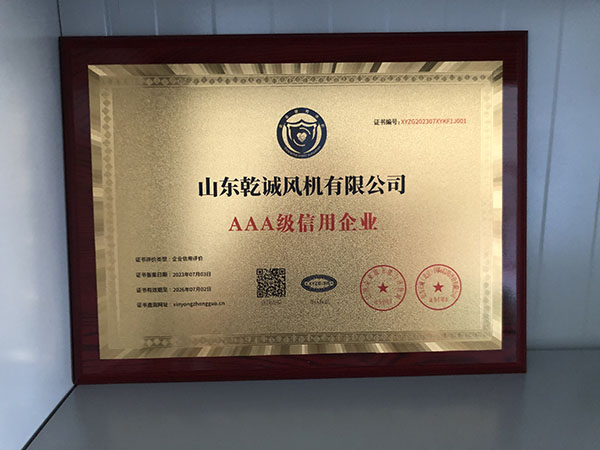 证书编号：XYZG202307XYKF1J001
山东乾诚风机有限公司
AAA级信用企业
证书评价类型：企业信用评价
证书备案日期：2023年07月03日
证书有效期至：2026年07月02日
证书查询网址：xinyongzhongguo.cn